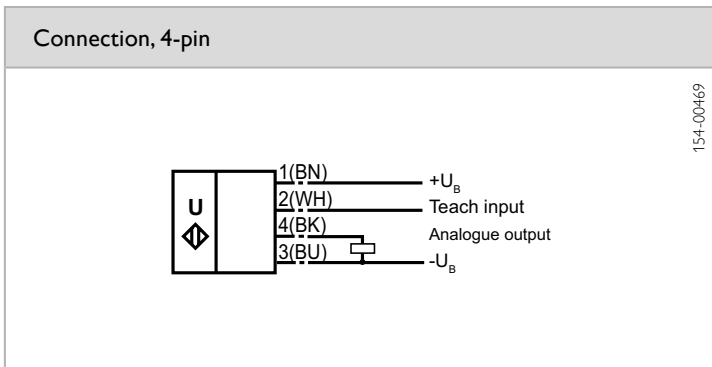 Connection, 4-pin
154-00469
U
1(BN)
+U_B
2(WH)
Teach input
4(BK)
Analogue output
3(BU)
-U_B